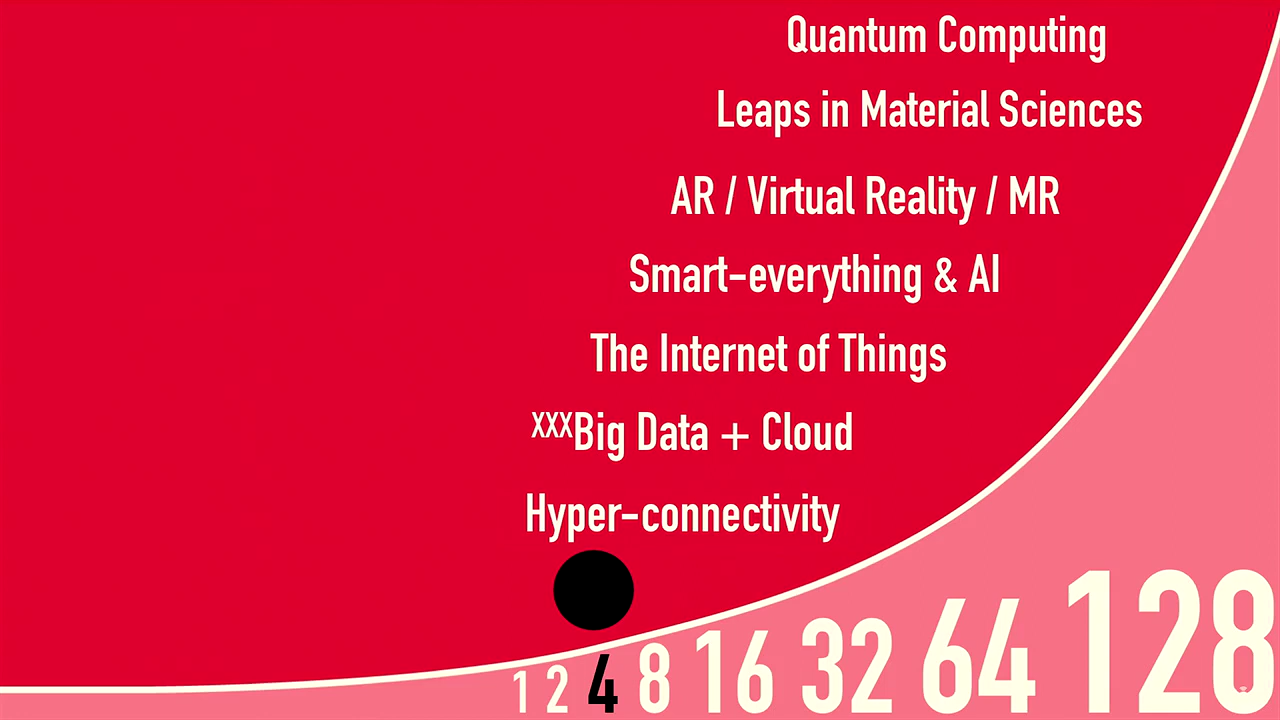 Quantum Computing
Leaps in Material Sciences
AR / Virtual Reality / MR
Smart-everything & AI
The Internet of Things
XXXBig Data + Cloud
Hyper-connectivity
1 2 4 8 16 32 64 128